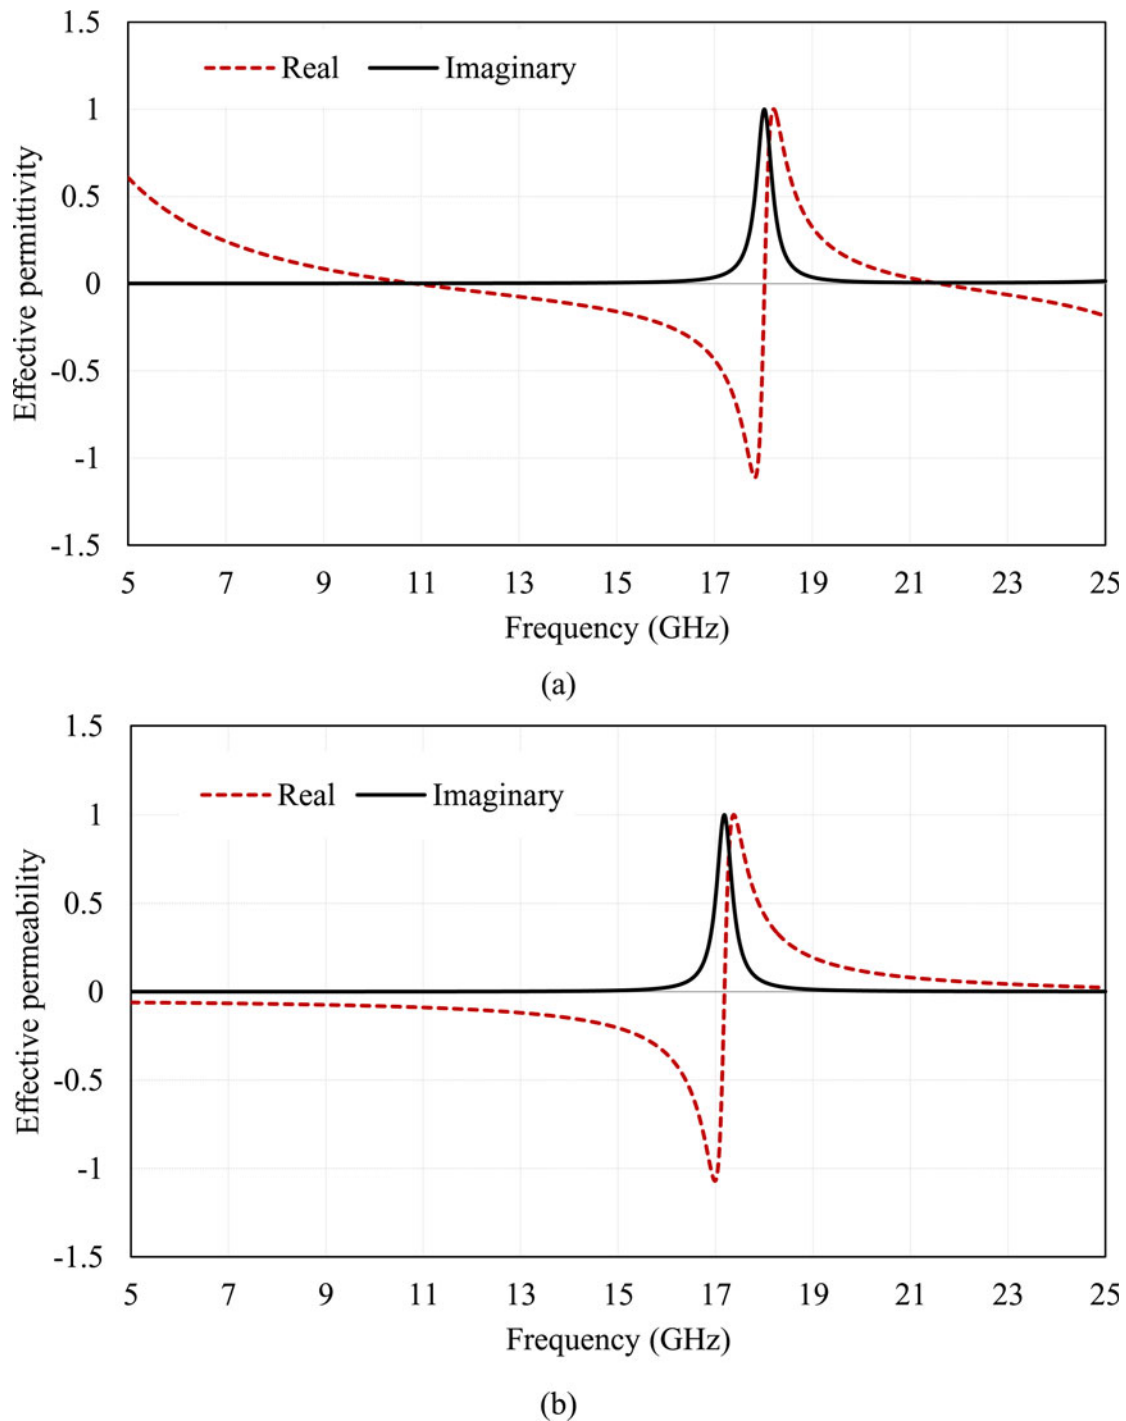 1.5
Real Imaginary
1
0.5
0
-0.5
-1
-1.5
Effective permittivity
5 7 9 11 13 15 17 19 21 23 25
Frequency (GHz)
(a)
1.5
Real Imaginary
1
0.5
0
-0.5
-1
-1.5
Effective permeability
5 7 9 11 13 15 17 19 21 23 25
Frequency (GHz)
(b)